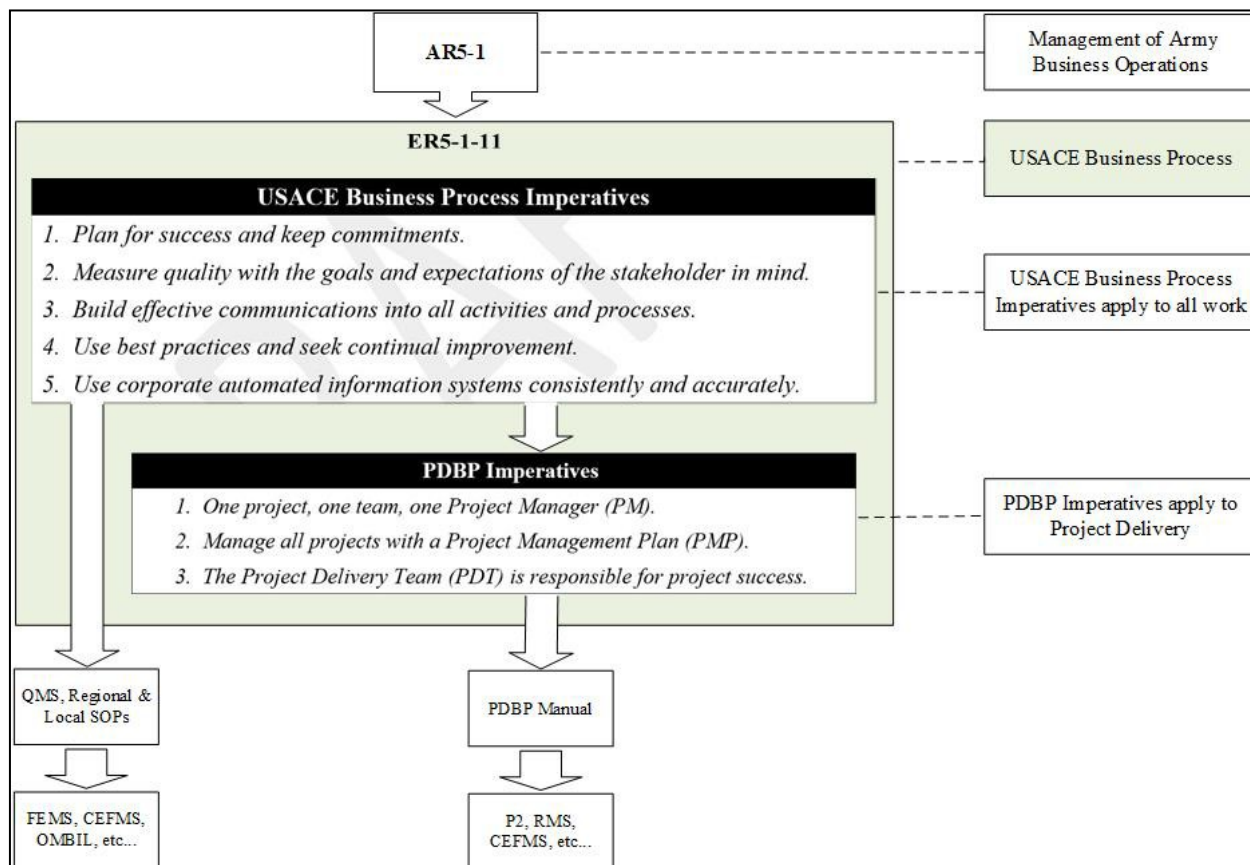 AR5-1
Management of Army
Business Operations
ER5-1-11
USACE Business Process
USACE Business Process Imperatives
1. Plan for success and keep commitments.
2. Measure quality with the goals and expectations of the stakeholder in mind.
3. Build effective communications into all activities and processes.
4. Use best practices and seek continual improvement.
5. Use corporate automated information systems consistently and accurately.
USACE Business Process
Imperatives apply to all work
PDBP Imperatives
1. One project, one team, one Project Manager (PM).
2. Manage all projects with a Project Management Plan (PMP).
3. The Project Delivery Team (PDT) is responsible for project success.
PDBP Imperatives apply to
Project Delivery
QMS, Regional &
Local SOPs
PDBP Manual
FEMS, CEFMS,
OMBIL, etc...
P2, RMS,
CEFMS, etc...